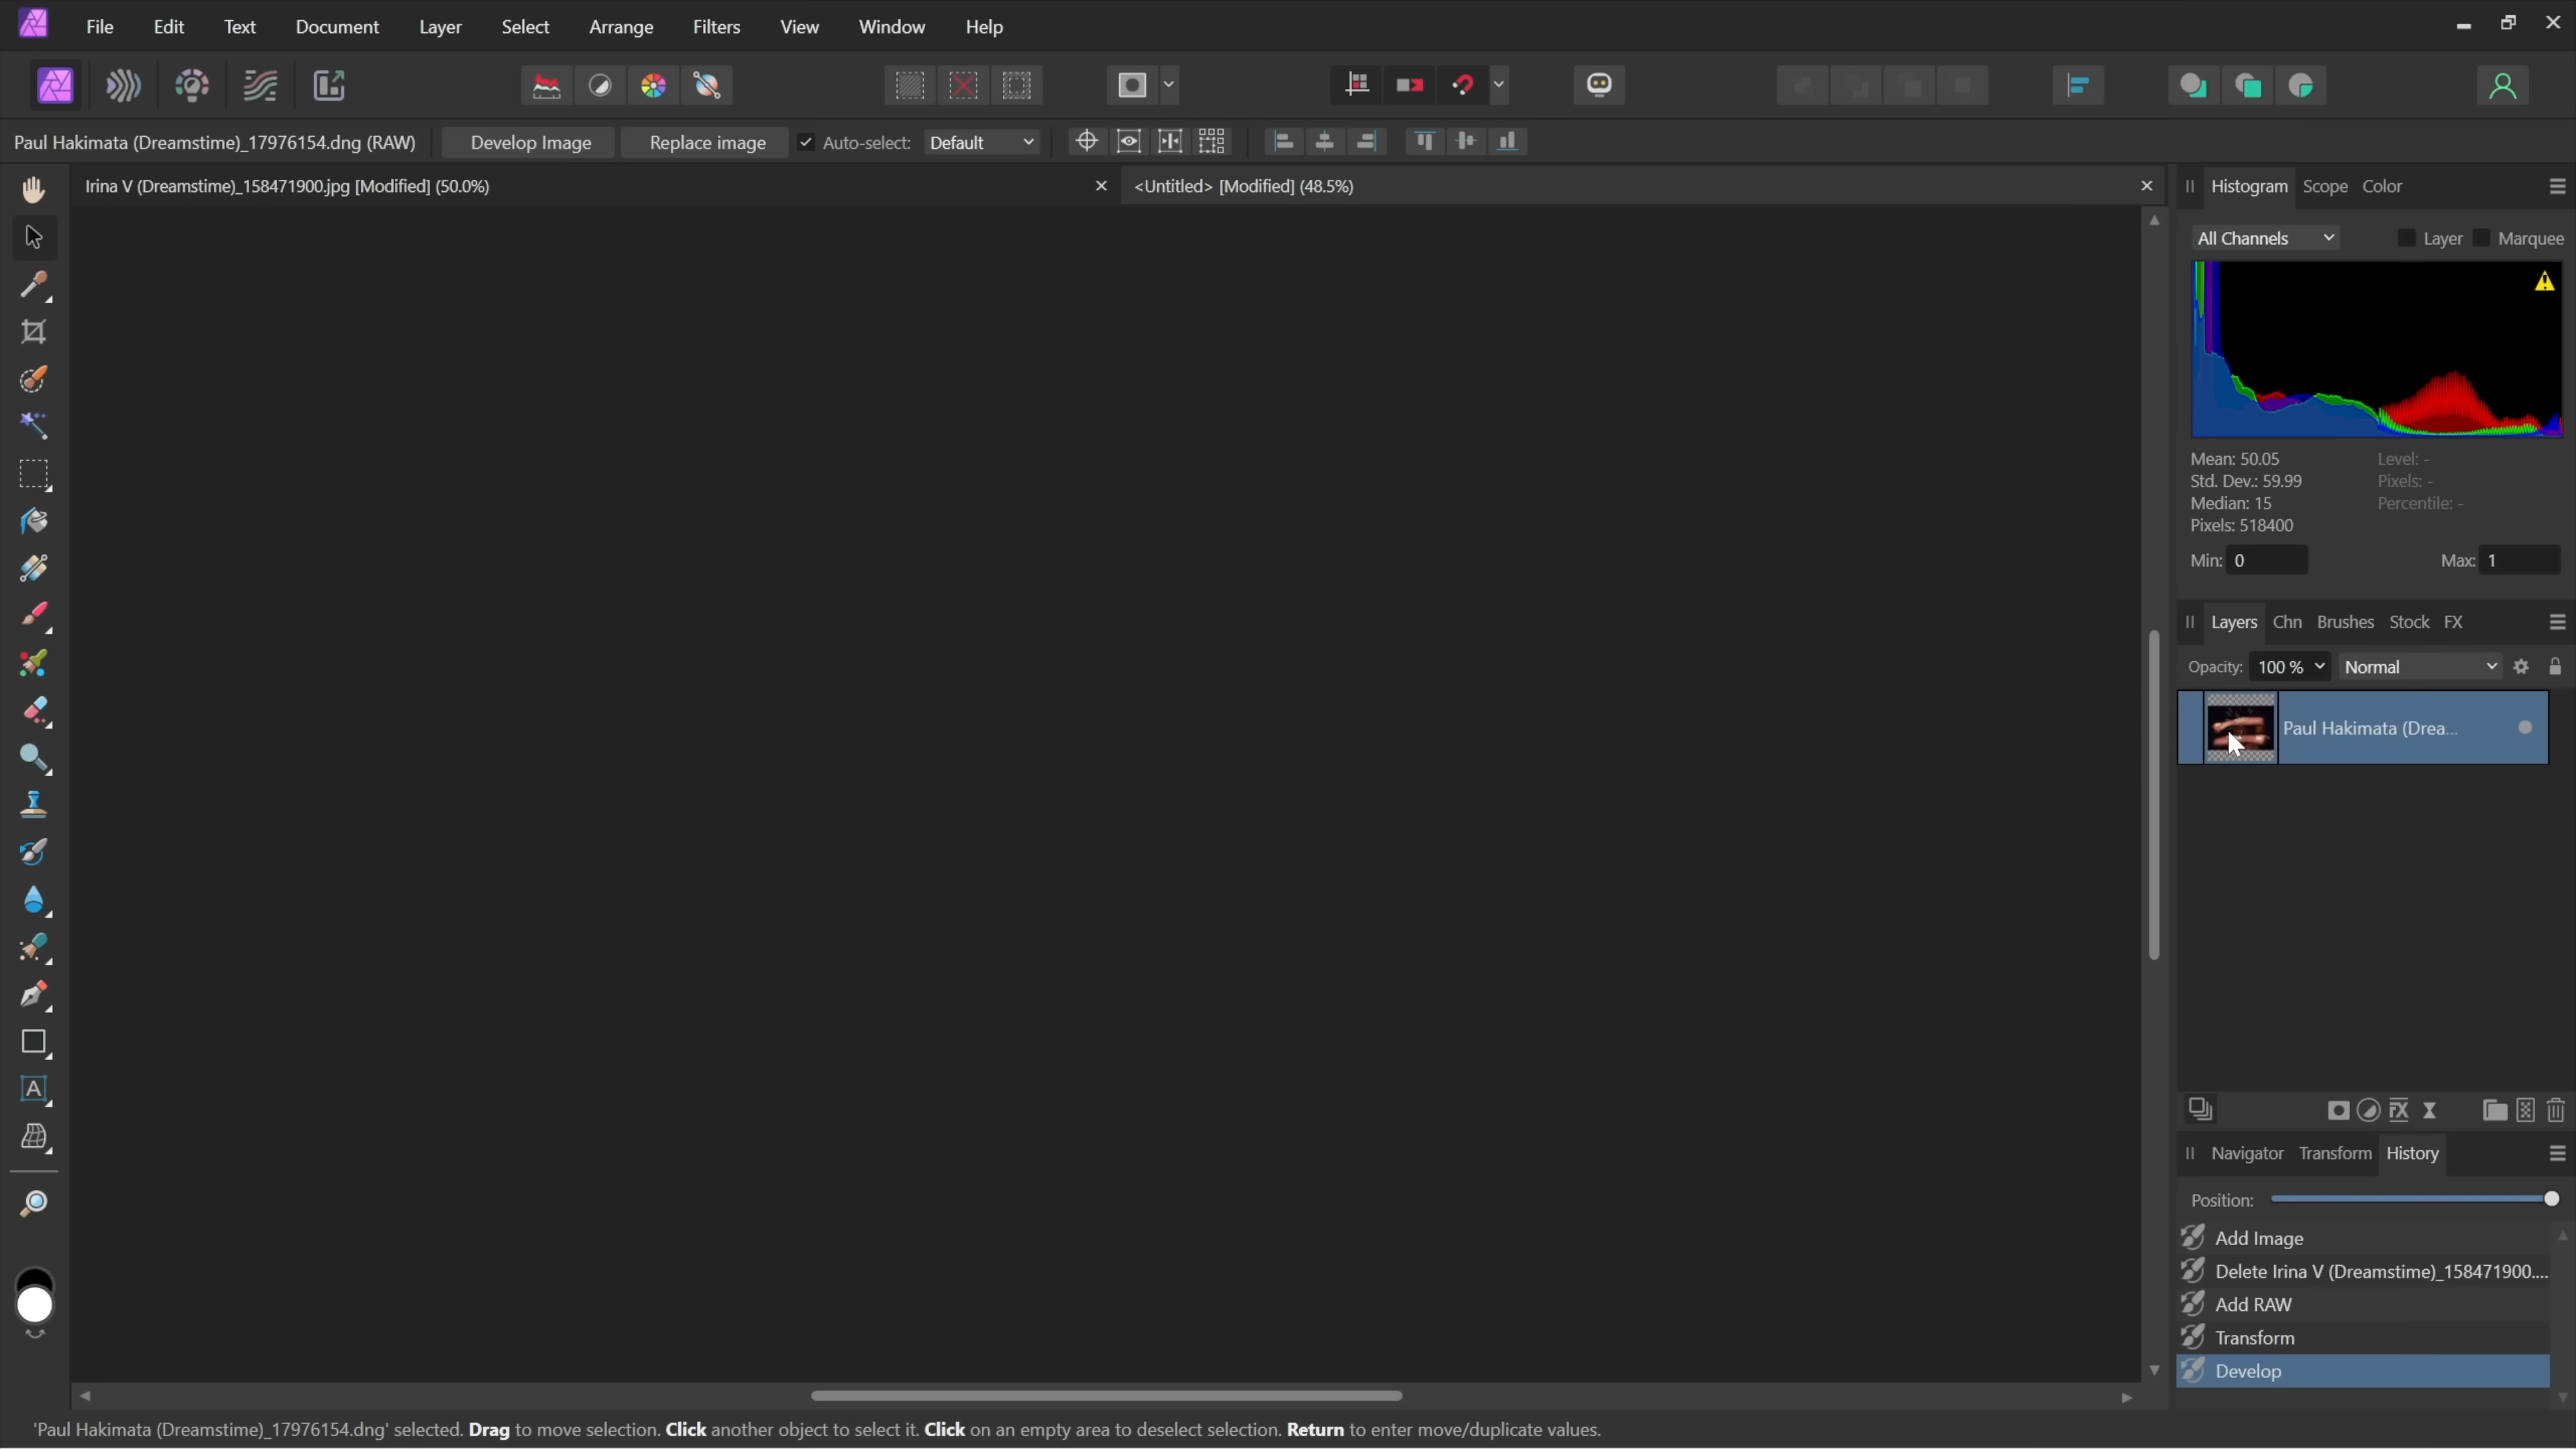 File Edit Text Document Layer Select Arrange Filters View Window Help
Paul Hakimata (Dreamstime)_17976154.dng (RAW) Develop Image Replace image Auto-select: Default
Irina V (Dreamstime)_158471900.jpg [Modified] (50.0%)
<Untitled> [Modified] (48.5%)
Histogram Scope Color
All Channels Layer Marquee
Mean: 50.05 Level: -
Std. Dev.: 59.99 Pixels: -
Median: 15 Percentile: -
Pixels: 518400
Min: 0 Max: 1
Layers Chn Brushes Stock FX
Opacity: 100 % Normal
Paul Hakimata (Drea...
Navigator Transform History
Position:
Add Image
Delete Irina V (Dreamstime)_158471900....
Add RAW
Transform
Develop
'Paul Hakimata (Dreamstime)_17976154.dng' selected. Drag to move selection. Click another object to select it. Click on an empty area to deselect selection. Return to enter move/duplicate values.